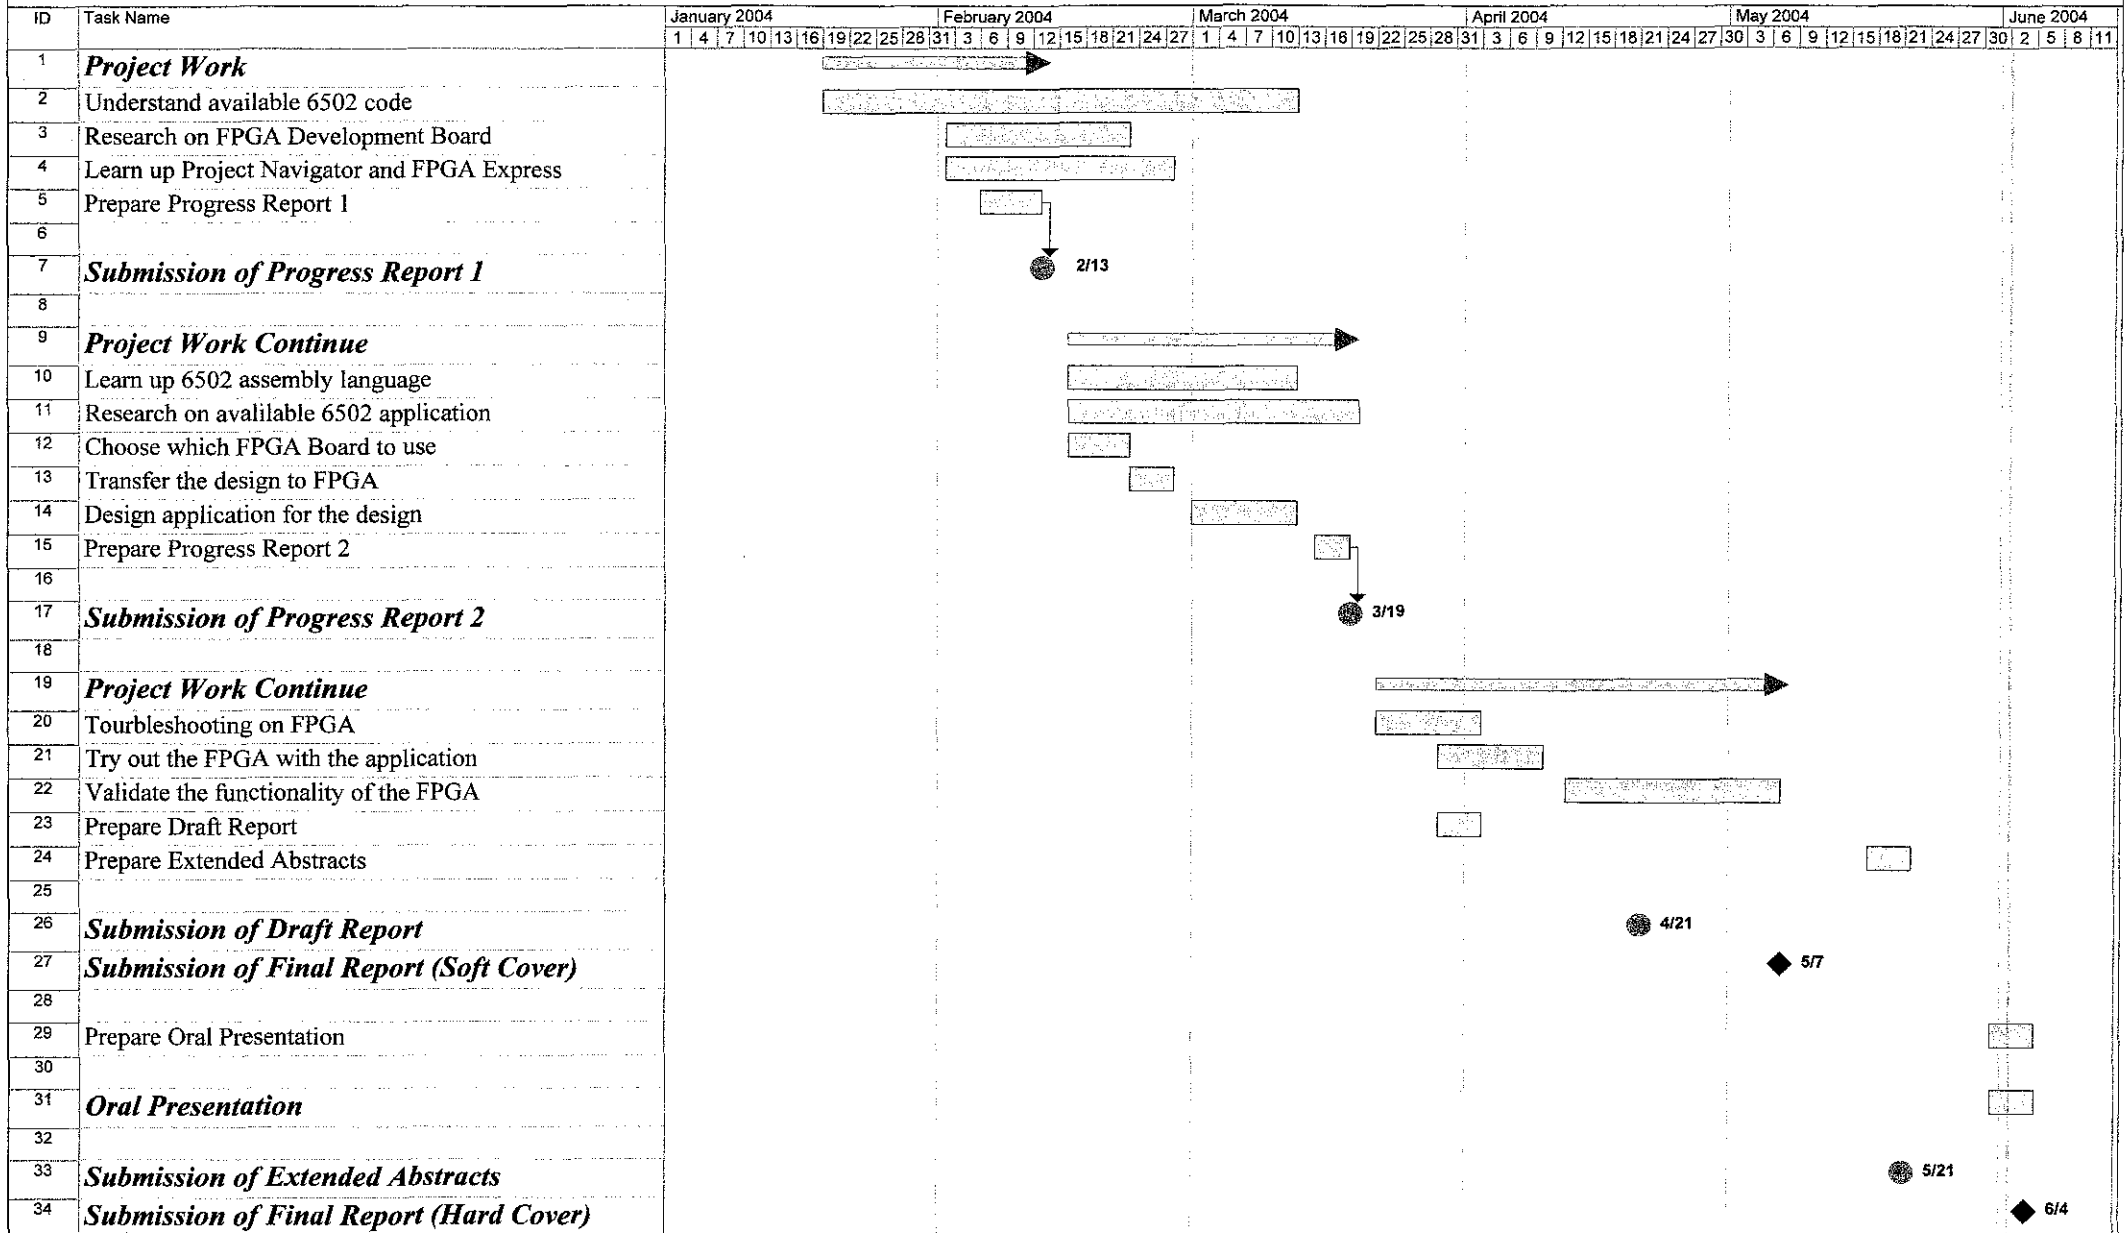 ID Task Name January 2004 February 2004 March 2004 April 2004 May 2004 June 2004
1 4 7 10 13 16 19 22 25 28 31 3 6 9 12 15 18 21 24 27 1 4 7 10 13 16 19 22 25 28 31 3 6 9 12 15 18 21 24 27 30 3 6 9 12 15 18 21 24 27 30 2 5 8 11
1 Project Work
2 Understand available 6502 code
3 Research on FPGA Development Board
4 Learn up Project Navigator and FPGA Express
5 Prepare Progress Report 1
6
7 Submission of Progress Report 1 2/13
8
9 Project Work Continue
10 Learn up 6502 assembly language
11 Research on avalilable 6502 application
12 Choose which FPGA Board to use
13 Transfer the design to FPGA
14 Design application for the design
15 Prepare Progress Report 2
16
17 Submission of Progress Report 2 3/19
18
19 Project Work Continue
20 Tourbleshooting on FPGA
21 Try out the FPGA with the application
22 Validate the functionality of the FPGA
23 Prepare Draft Report
24 Prepare Extended Abstracts
25
26 Submission of Draft Report 4/21
27 Submission of Final Report (Soft Cover) 5/7
28
29 Prepare Oral Presentation
30
31 Oral Presentation
32
33 Submission of Extended Abstracts 5/21
34 Submission of Final Report (Hard Cover) 6/4